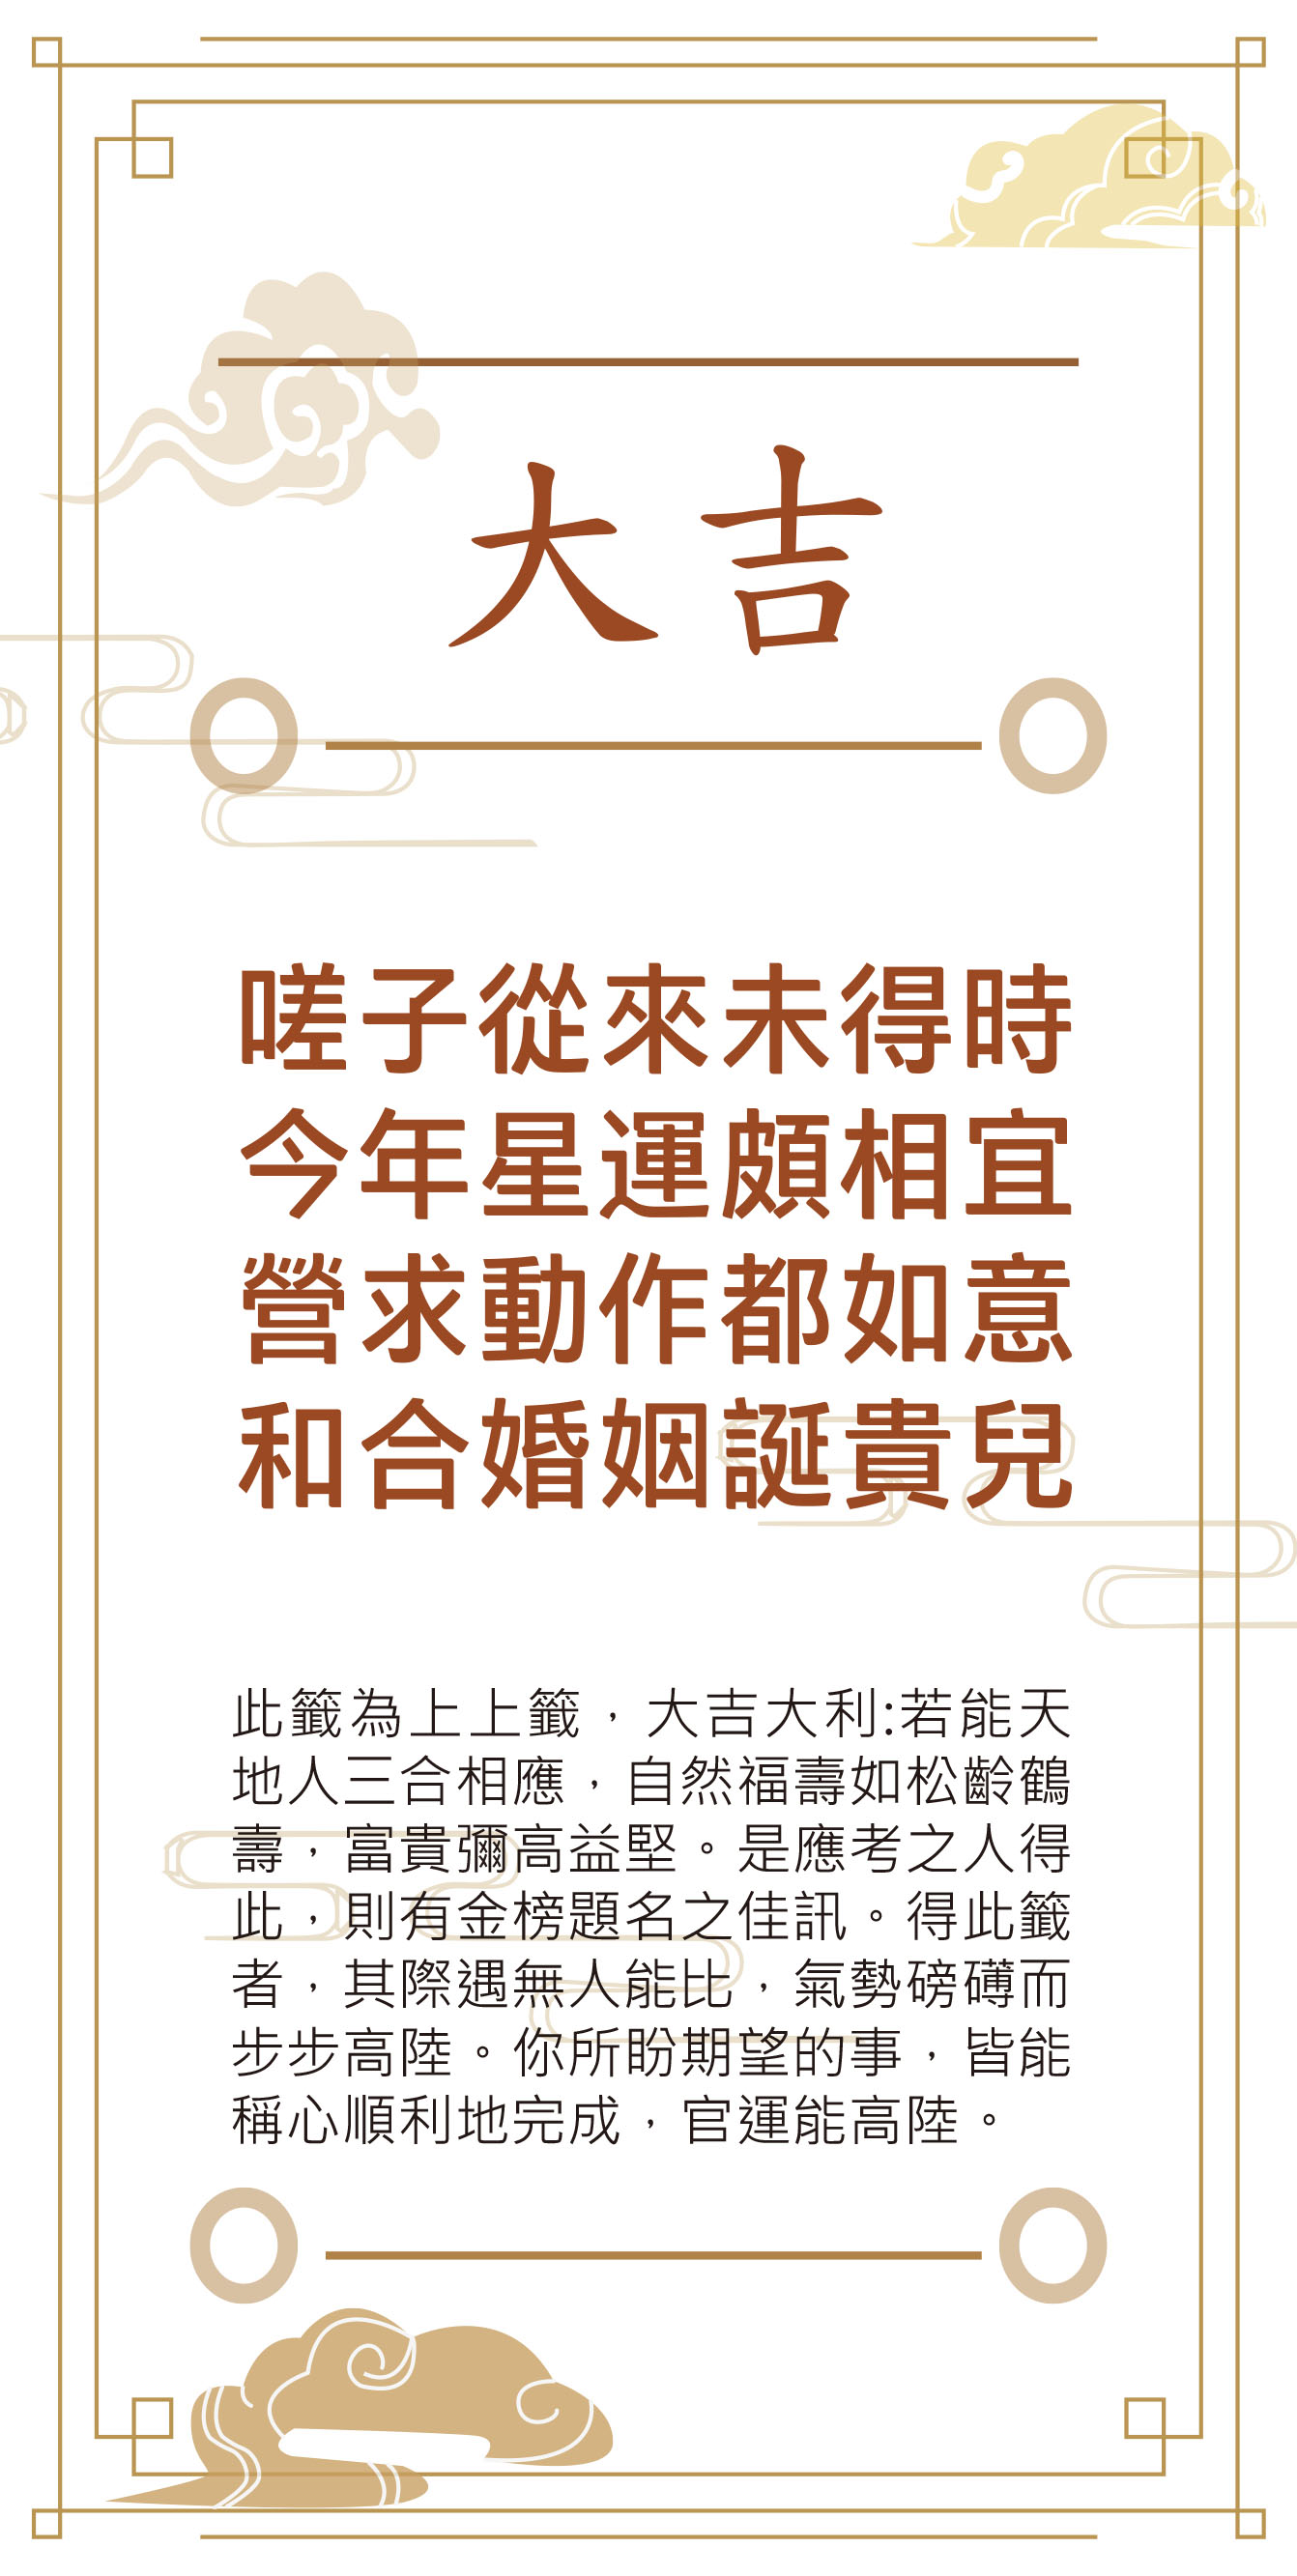 大吉
嗟子從來未得時
今年星運頗相宜
營求動作都如意
和合婚姻誕貴兒
此籤為上上籤，大吉大利:若能天
地人三合相應，自然福壽如松齡鶴
壽，富貴彌高益堅。是應考之人得
此，則有金榜題名之佳訊。得此籤
者，其際遇無人能比，氣勢磅礡而
步步高陞。你所盼期望的事，皆能
稱心順利地完成，官運能高陞。